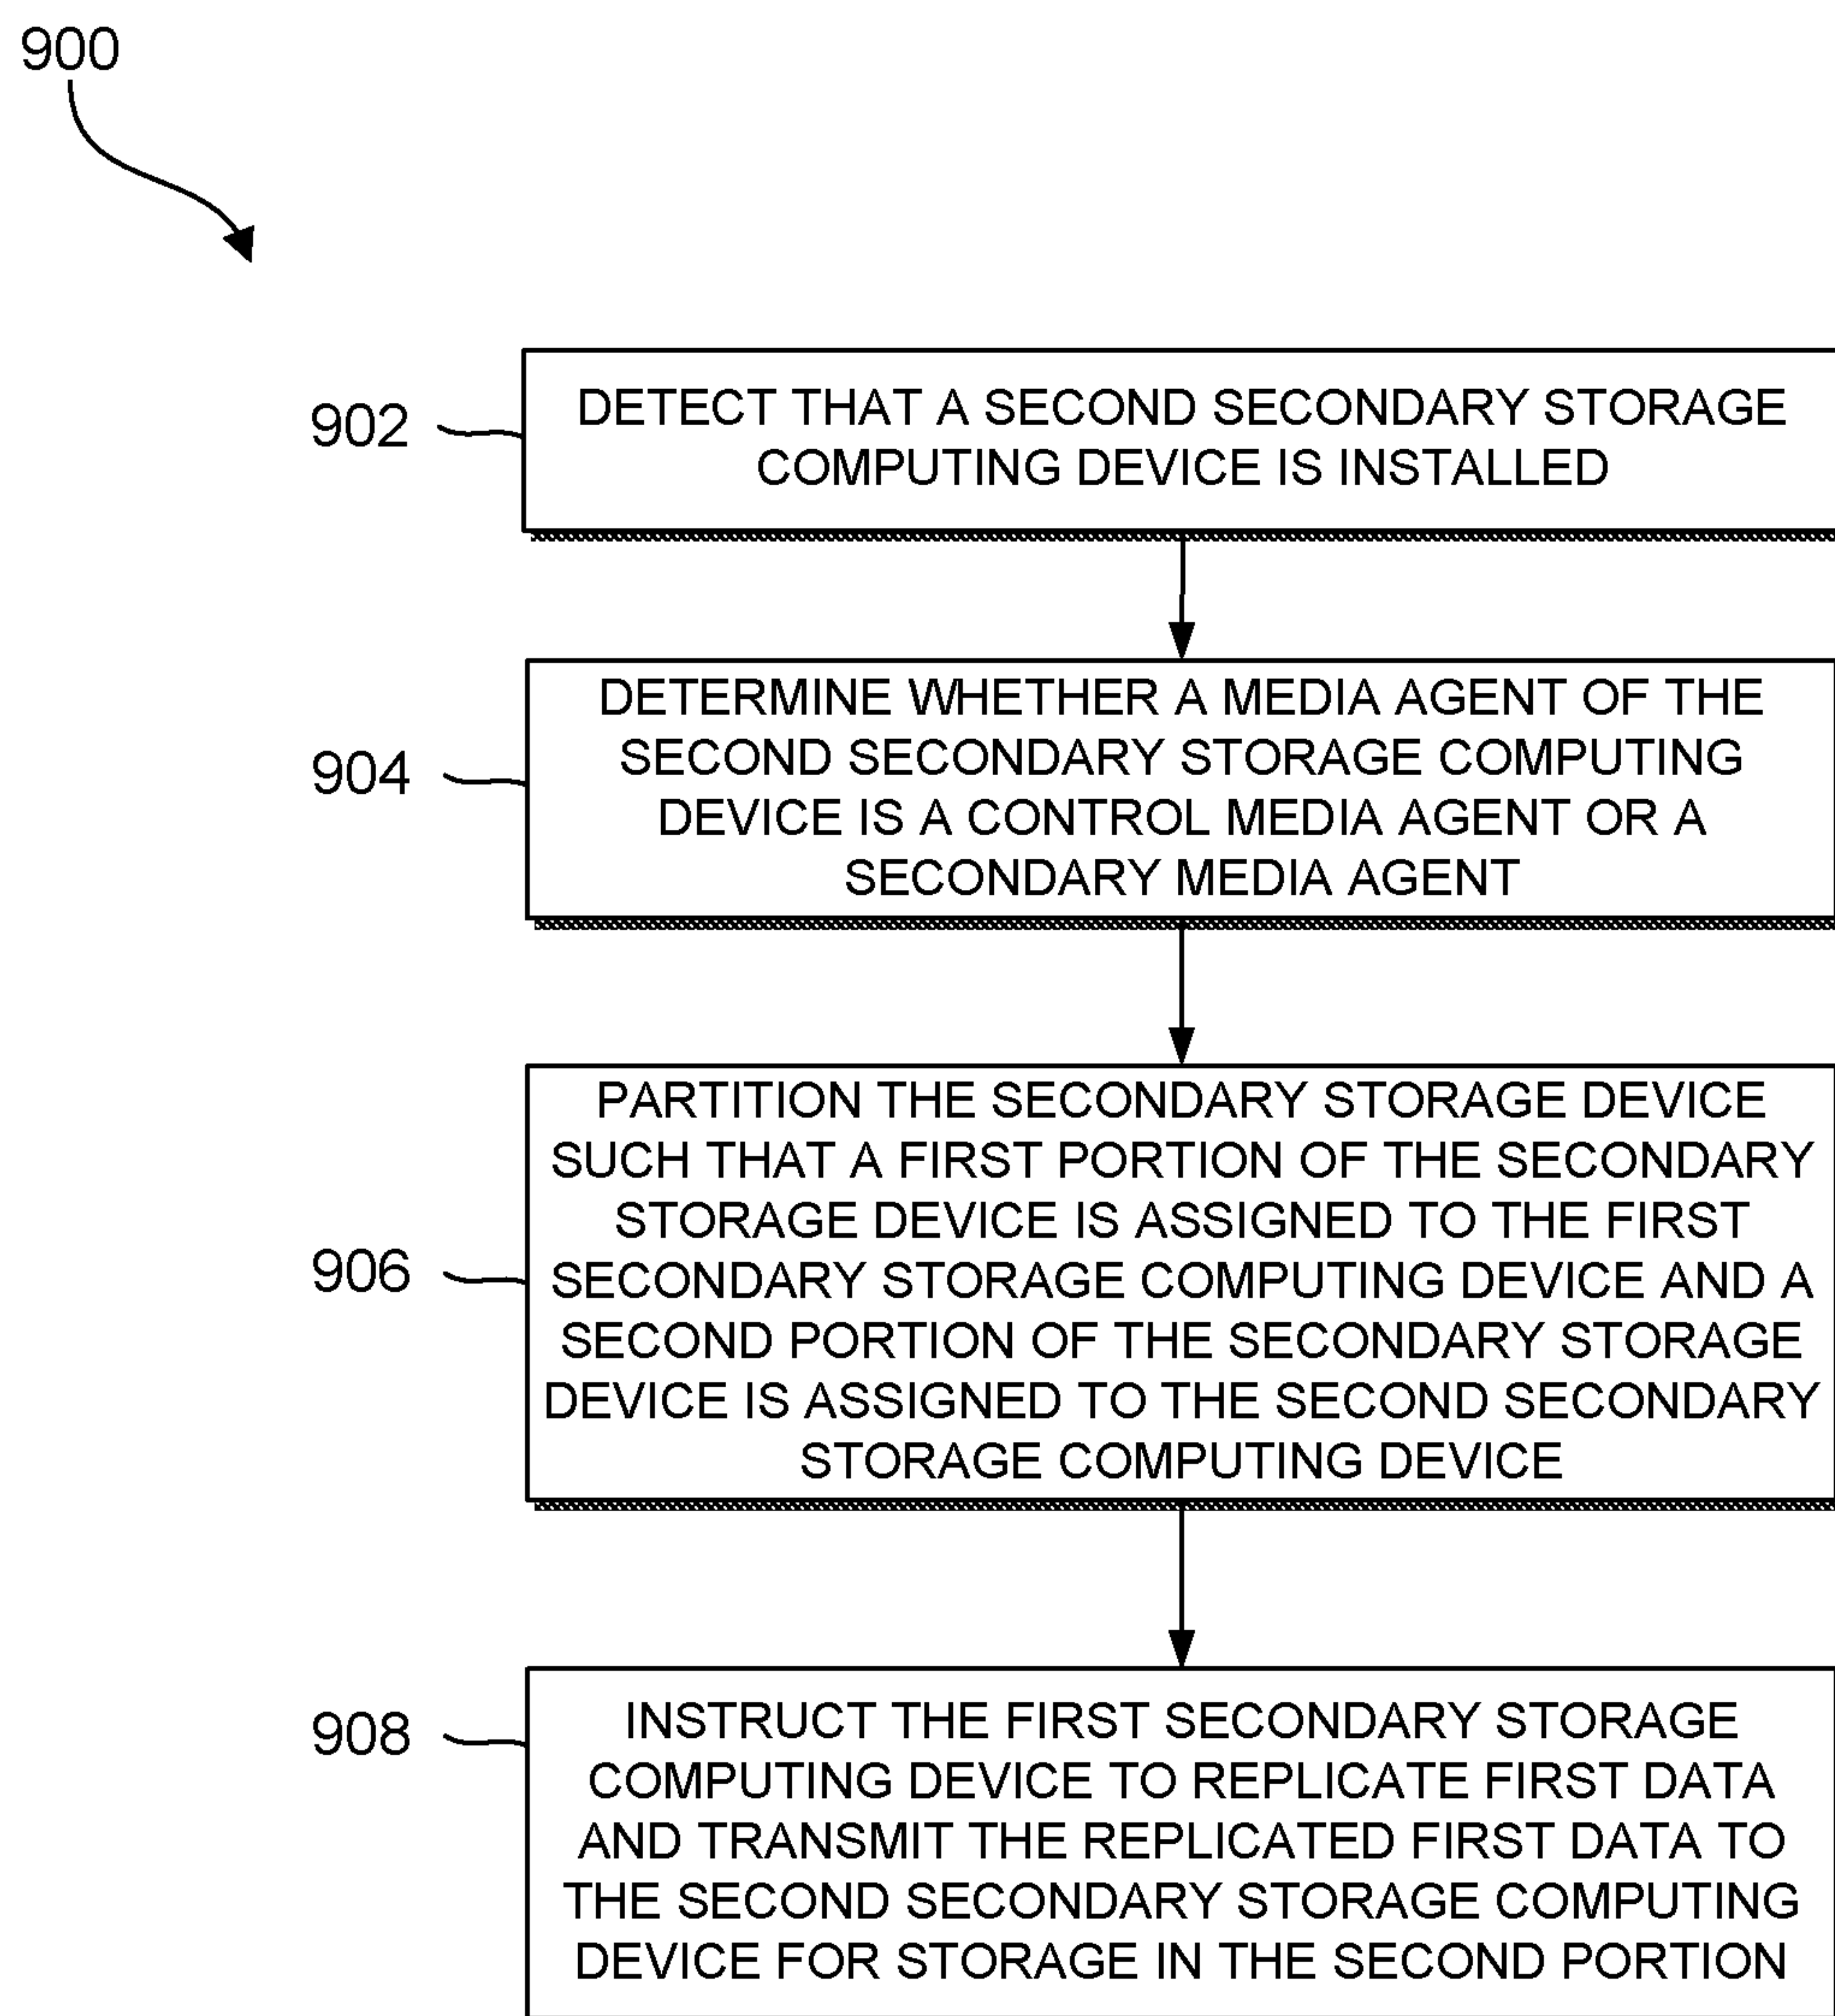 900
902
DETECT THAT A SECOND SECONDARY STORAGE
COMPUTING DEVICE IS INSTALLED
904
DETERMINE WHETHER A MEDIA AGENT OF THE
SECOND SECONDARY STORAGE COMPUTING
DEVICE IS A CONTROL MEDIA AGENT OR A
SECONDARY MEDIA AGENT
906
PARTITION THE SECONDARY STORAGE DEVICE
SUCH THAT A FIRST PORTION OF THE SECONDARY
STORAGE DEVICE IS ASSIGNED TO THE FIRST
SECONDARY STORAGE COMPUTING DEVICE AND A
SECOND PORTION OF THE SECONDARY STORAGE
DEVICE IS ASSIGNED TO THE SECOND SECONDARY
STORAGE COMPUTING DEVICE
908
INSTRUCT THE FIRST SECONDARY STORAGE
COMPUTING DEVICE TO REPLICATE FIRST DATA
AND TRANSMIT THE REPLICATED FIRST DATA TO
THE SECOND SECONDARY STORAGE COMPUTING
DEVICE FOR STORAGE IN THE SECOND PORTION